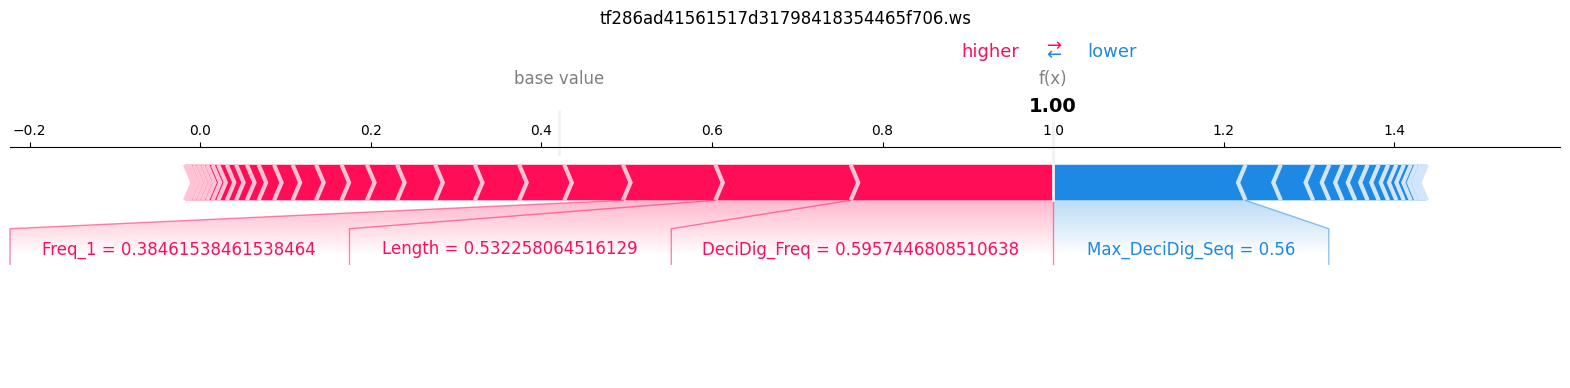 tf286ad41561517d31798418354465f706.ws
higher ⇄ lower
base value f(x)
1.00
−0.2 0.0 0.2 0.4 0.6 0.8 1.0 1.2 1.4
Freq_1 = 0.38461538461538464 Length = 0.532258064516129 DeciDig_Freq = 0.5957446808510638 Max_DeciDig_Seq = 0.56